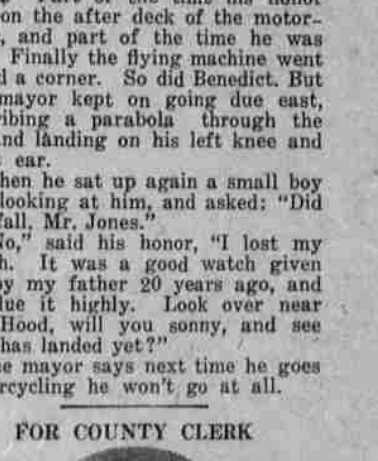 on the after deck of the motor-
, and part of the time he was
Finally the flying machine went
d a corner. So did Benedict. But
mayor kept on going due east,
ibing a parabola through the
nd landing on his left knee and
ear.
hen he sat up again a small boy
looking at him, and asked: "Did
fall, Mr. Jones."
No," said his honor, "I lost my
h. It was a good watch given
by my father 20 years ago, and
lue it highly. Look over near
Hood, will you sonny, and see
has landed yet?"
e mayor says next time he goes
rcycling he won't go at all.
FOR COUNTY CLERK